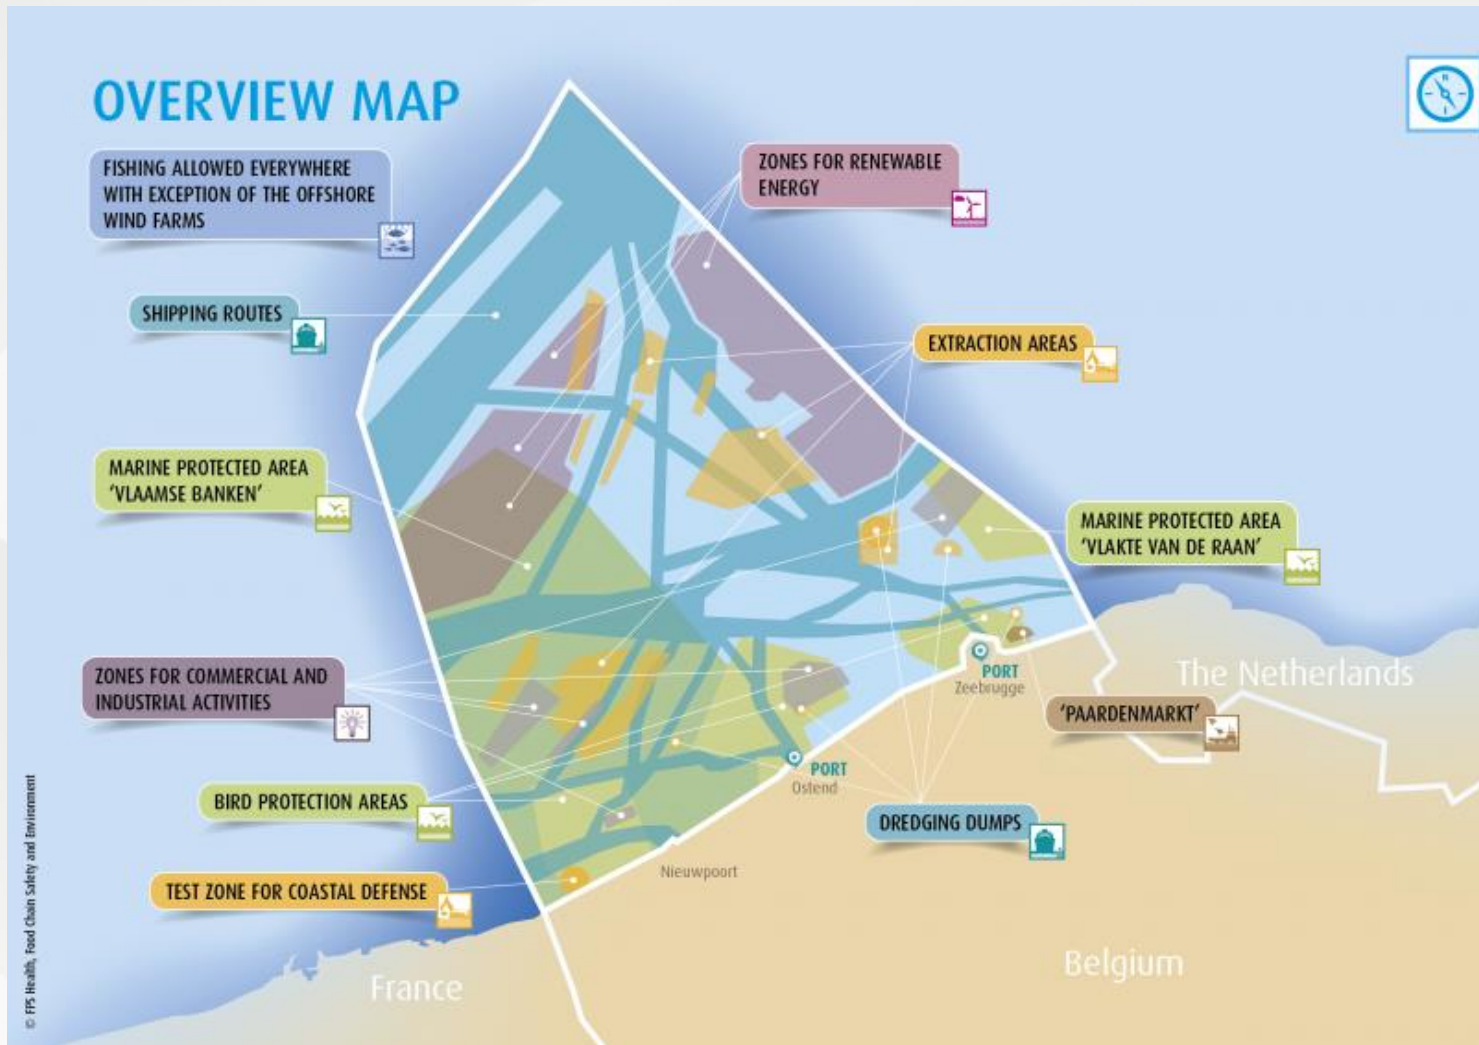 OVERVIEW MAP
N
FISHING ALLOWED EVERYWHERE
WITH EXCEPTION OF THE OFFSHORE
WIND FARMS
ZONES FOR RENEWABLE
ENERGY
SHIPPING ROUTES
EXTRACTION AREAS
MARINE PROTECTED AREA
‘VLAAMSE BANKEN’
MARINE PROTECTED AREA
‘VLAKTE VAN DE RAAN’
ZONES FOR COMMERCIAL AND
INDUSTRIAL ACTIVITIES
PORT
Zeebrugge
The Netherlands
‘PAARDENMARKT’
BIRD PROTECTION AREAS
PORT
Ostend
DREDGING DUMPS
TEST ZONE FOR COASTAL DEFENSE
Nieuwpoort
France
Belgium
© FPS Health, Food Chain Safety and Environment